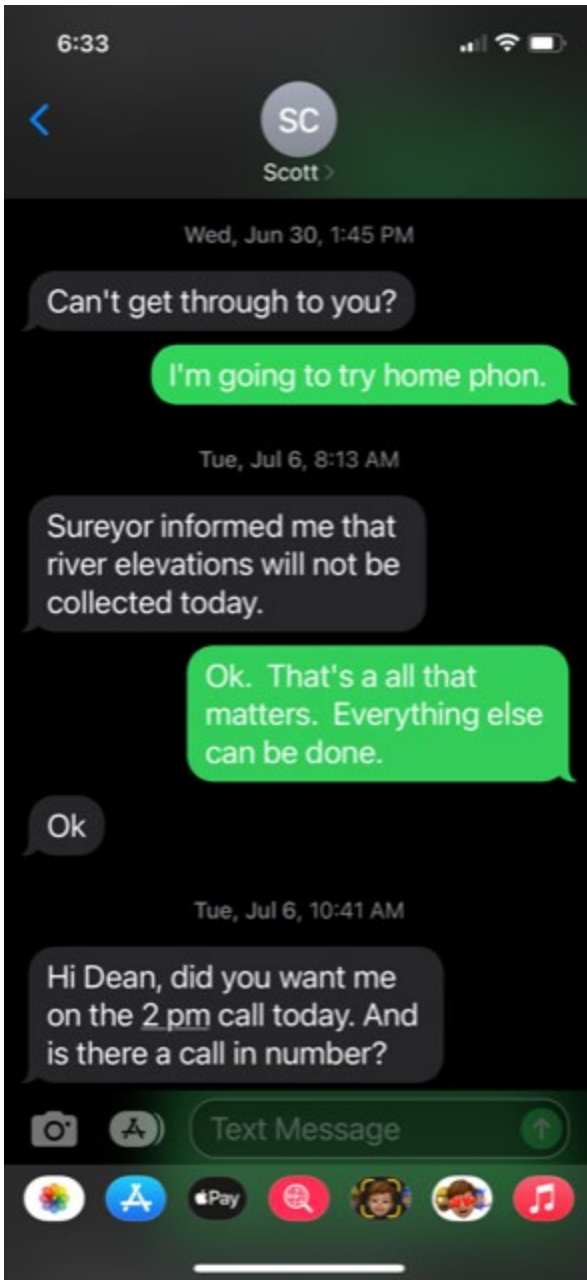 6:33
SC
Scott
Wed, Jun 30, 1:45 PM
Can't get through to you?
I'm going to try home phon.
Tue, Jul 6, 8:13 AM
Sureyor informed me that
river elevations will not be
collected today.
Ok.  That's a all that
matters.  Everything else
can be done.
Ok
Tue, Jul 6, 10:41 AM
Hi Dean, did you want me
on the 2 pm call today. And
is there a call in number?
Text Message
Pay